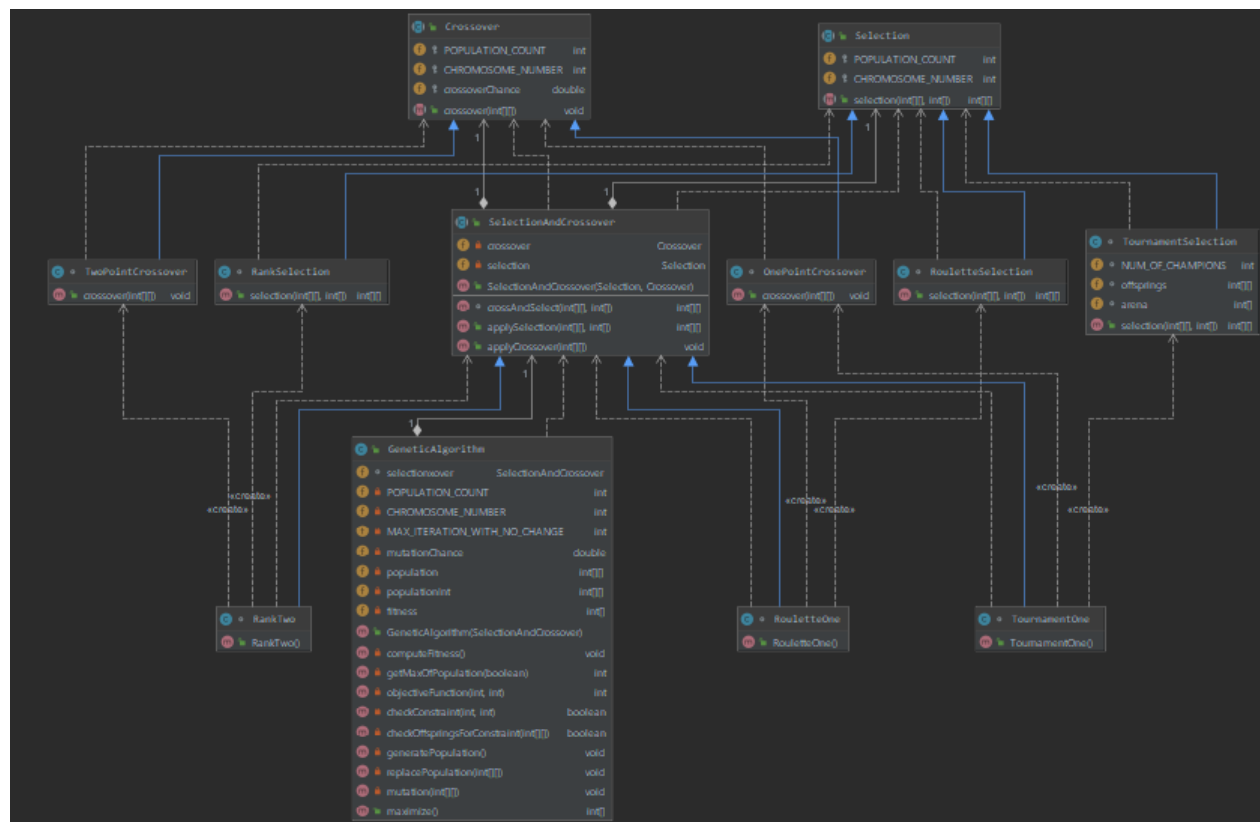 Crossover
POPULATION_COUNT int
CHROMOSOME_NUMBER int
crossoverChance double
crossover(int[][]) void
Selection
POPULATION_COUNT int
CHROMOSOME_NUMBER int
selection(int[][], int[]) int[][]
1
1
1
1
SelectionAndCrossover
crossover Crossover
selection Selection
SelectionAndCrossover(Selection, Crossover)
crossAndSelect(int[][], int[]) int[][]
applySelection(int[][], int[]) int[][]
applyCrossover(int[][]) void
TwoPointCrossover
crossover(int[][]) void
RankSelection
selection(int[][], int[]) int[][]
OnePointCrossover
crossover(int[][]) void
RouletteSelection
selection(int[][], int[]) int[][]
TournamentSelection
NUM_OF_CHAMPIONS int
offsprings int[][]
arena int[]
selection(int[][], int[]) int[][]
1
1
GeneticAlgorithm
selectionxover SelectionAndCrossover
POPULATION_COUNT int
CHROMOSOME_NUMBER int
MAX_ITERATION_WITH_NO_CHANGE int
mutationChance double
population int[][]
populationInt int[][]
fitness int[]
GeneticAlgorithm(SelectionAndCrossover)
computeFitness() void
getMaxOfPopulation(boolean) int
objectiveFunction(int, int) int
checkConstraint(int, int) boolean
checkOffspringsForConstraint(int[][]) boolean
generatePopulation() void
replacePopulation(int[][]) void
mutation(int[][]) void
maximize() int[]
«create»
«create»
«create»
«create»
«create»
«create»
RankTwo
RankTwo()
RouletteOne
RouletteOne()
TournamentOne
TournamentOne()